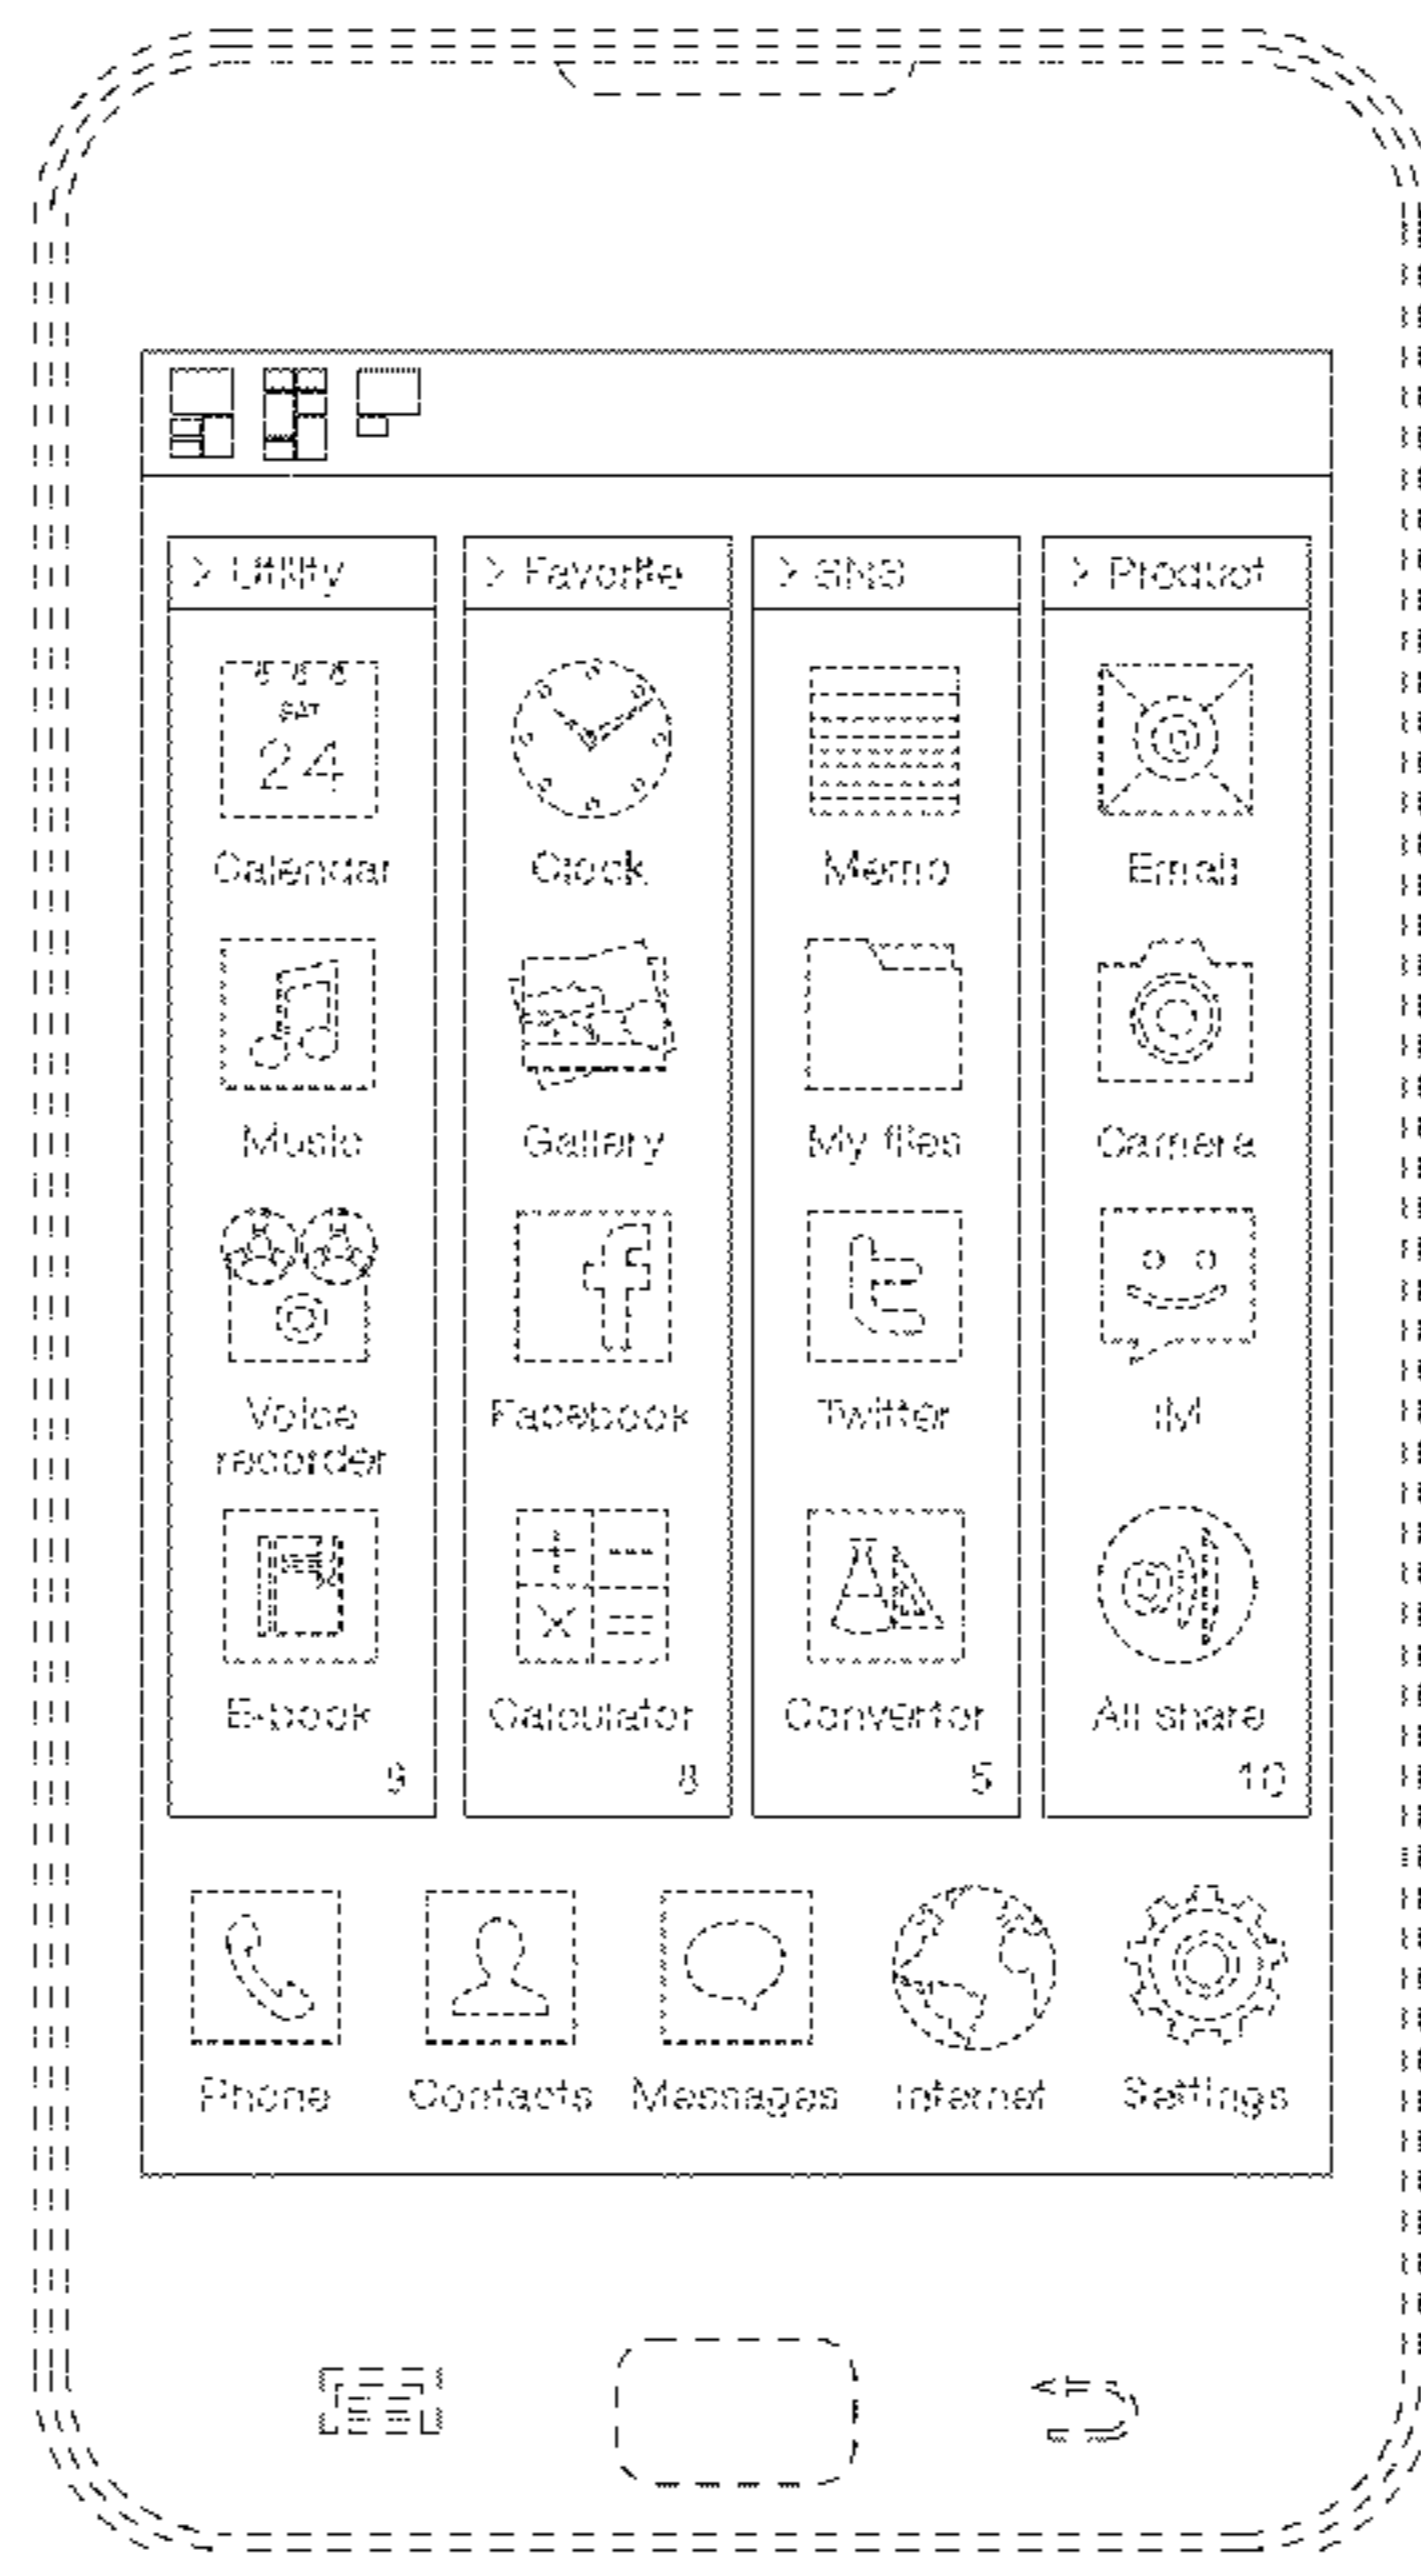 > Utility > Favorite > SNS > Product
SAT
24
Calendar Clock Memo Email
Music Gallery My files Camera
Voice recorder Facebook Twitter IM
E-book Calculator Convertor All share
9 8 5 10
Phone Contacts Messages Internet Settings